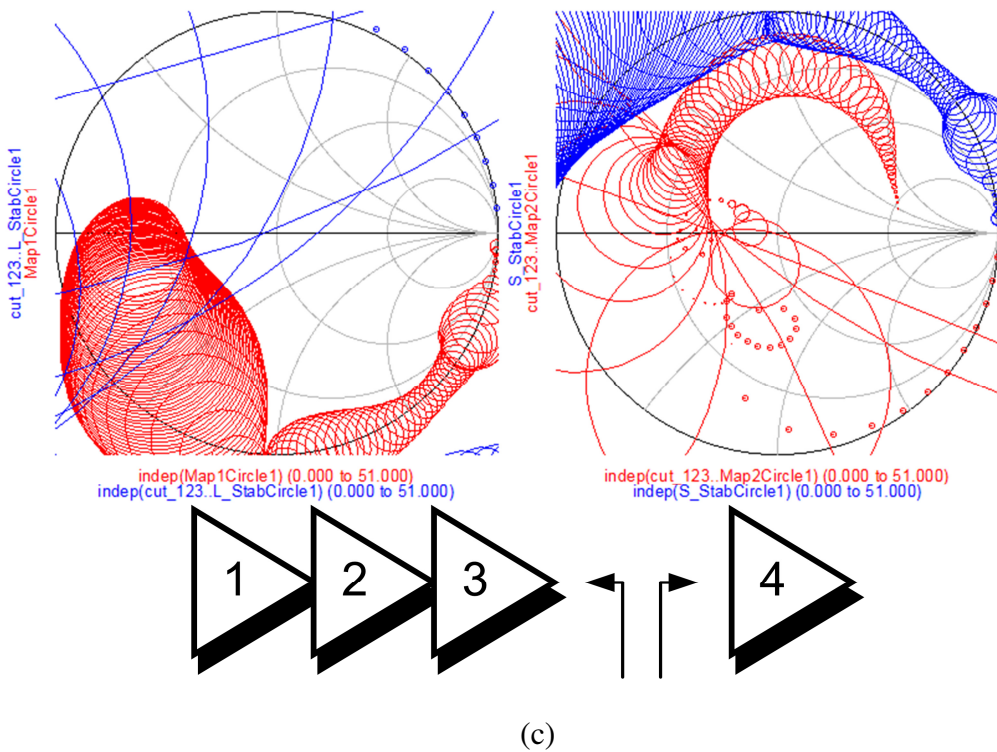 cut_123..L_StabCircle1
Map1Circle1
S_StabCircle1
cut_123..Map2Circle1
indep(Map1Circle1) (0.000 to 51.000)
indep(cut_123..L_StabCircle1) (0.000 to 51.000)
indep(cut_123..Map2Circle1) (0.000 to 51.000)
indep(S_StabCircle1) (0.000 to 51.000)
1 2 3 4
(c)